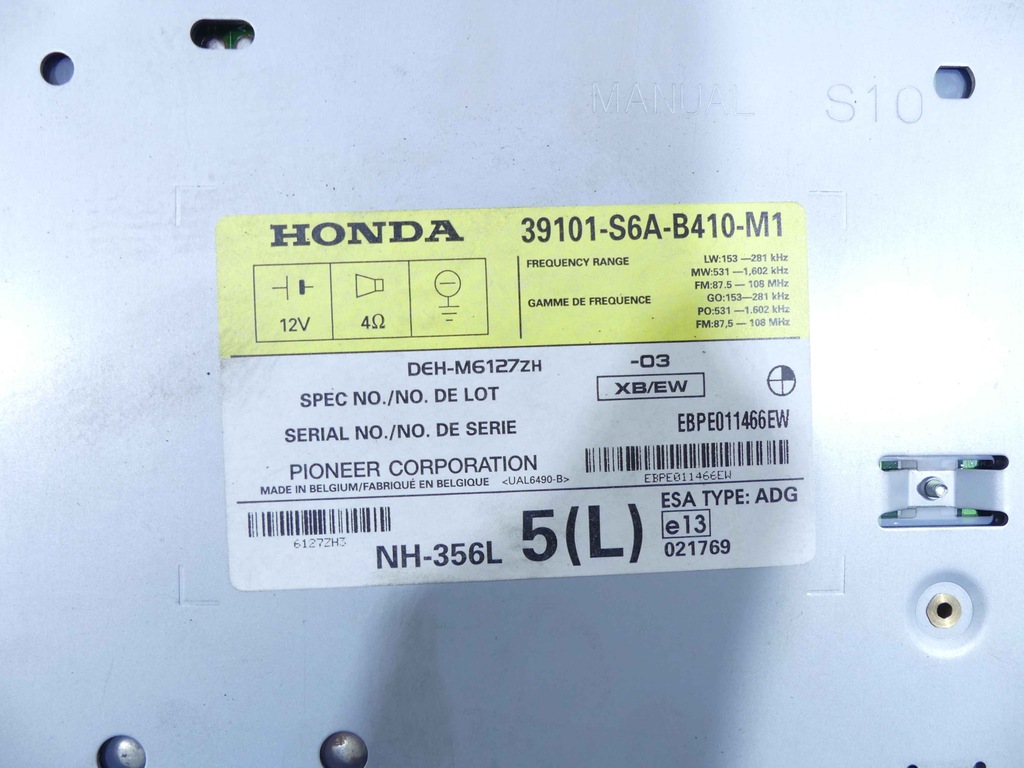 MANUAL S10
HONDA 39101-S6A-B410-M1
12V 4Ω
FREQUENCY RANGE LW:153—281 kHz
MW:531—1,602 kHz
FM:87.5—108 MHz
GAMME DE FREQUENCE GO:153—281 kHz
PO:531—1.602 kHz
FM:87,5—108 MHz
DEH-M6127ZH -03
SPEC NO./NO. DE LOT XB/EW
SERIAL NO./NO. DE SERIE EBPE011466EW
PIONEER CORPORATION
EBPE011466EW
MADE IN BELGIUM/FABRIQUÉ EN BELGIQUE <UAL6490-B>
6127ZH3
NH-356L 5(L)
ESA TYPE: ADG
e13
021769